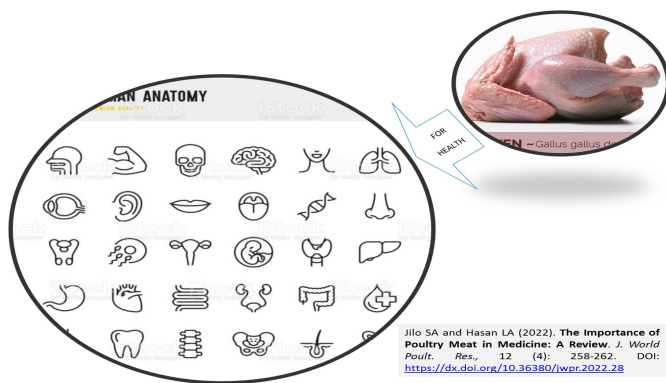 AN ANATOMY
FOR
HEALTH
EN ~Gallus gallus do
Jilo SA and Hasan LA (2022). The Importance of
Poultry Meat in Medicine: A Review. J. World
Poult. Res., 12 (4): 258-262. DOI:
https://dx.doi.org/10.36380/jwpr.2022.28